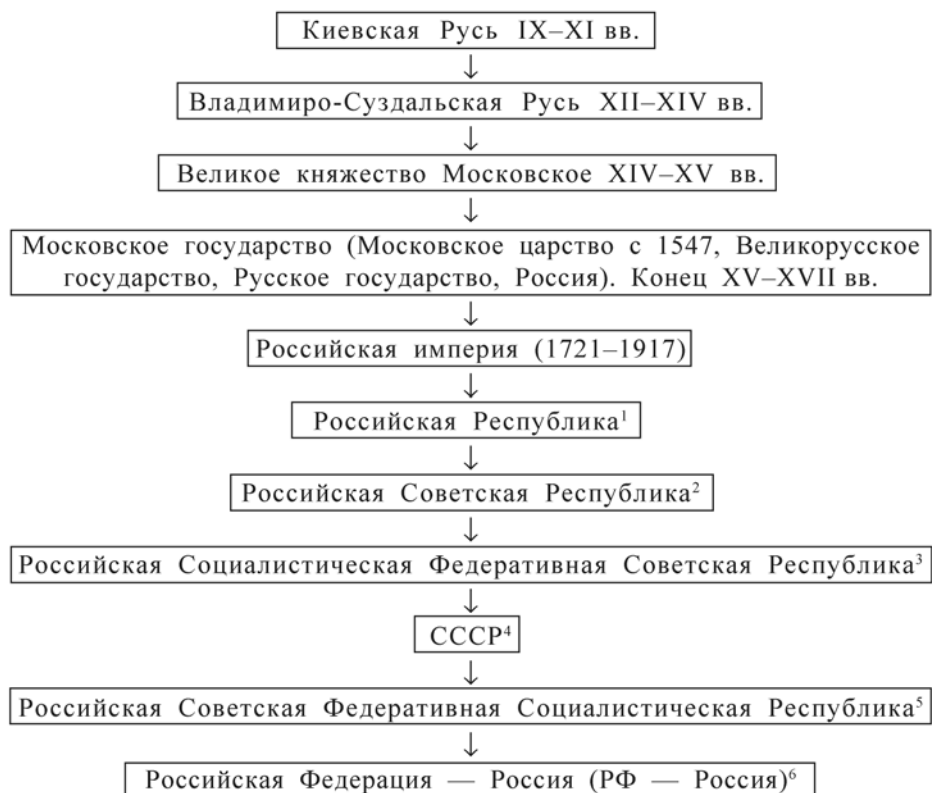 Киевская Русь IX–XI вв.
↓
Владимиро-Суздальская Русь XII–XIV вв.
↓
Великое княжество Московское XIV–XV вв.
↓
Московское государство (Московское царство с 1547, Великорусское
государство, Русское государство, Россия). Конец XV–XVII вв.
↓
Российская империя (1721–1917)
↓
Российская Республика¹
↓
Российская Советская Республика²
↓
Российская Социалистическая Федеративная Советская Республика³
↓
СССР⁴
↓
Российская Советская Федеративная Социалистическая Республика⁵
↓
Российская Федерация — Россия (РФ — Россия)⁶